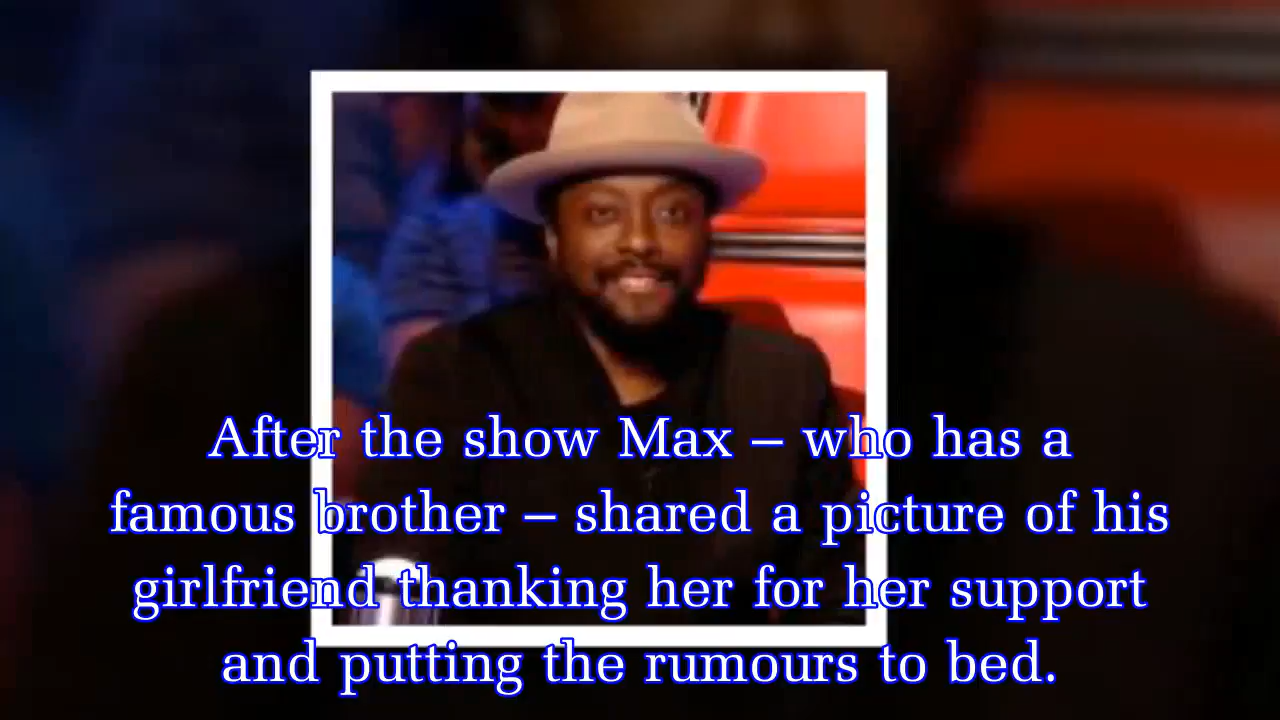 After the show Max – who has a
famous brother – shared a picture of his
girlfriend thanking her for her support
and putting the rumours to bed.